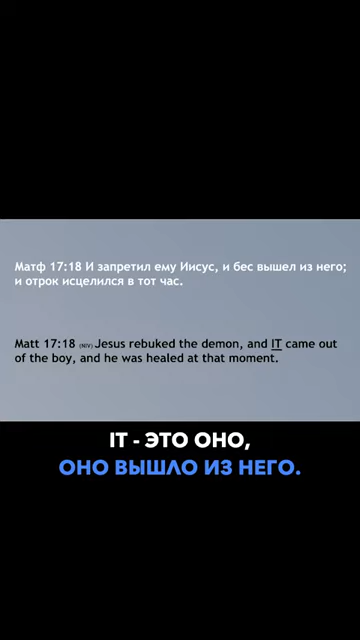 Матф 17:18 И запретил ему Иисус, и бес вышел из него;
и отрок исцелился в тот час.
Matt 17:18 (NIV) Jesus rebuked the demon, and IT came out
of the boy, and he was healed at that moment.
IT - ЭТО ОНО,
ОНО ВЫШЛО ИЗ НЕГО.